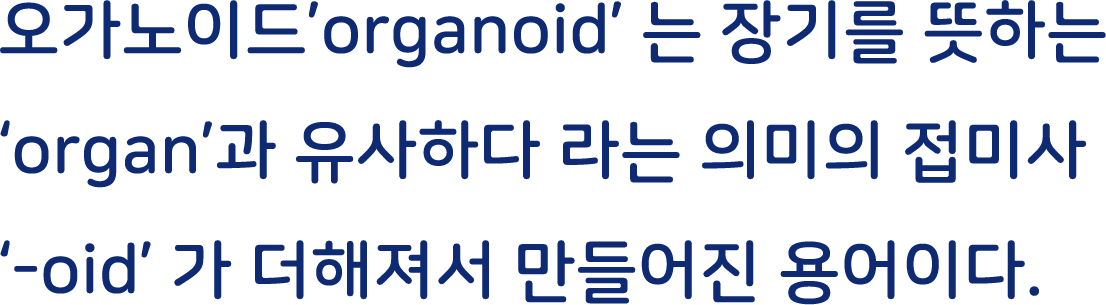 오가노이드’organoid’ 는 장기를 뜻하는
‘organ’과 유사하다 라는 의미의 접미사
‘-oid’ 가 더해져서 만들어진 용어이다.